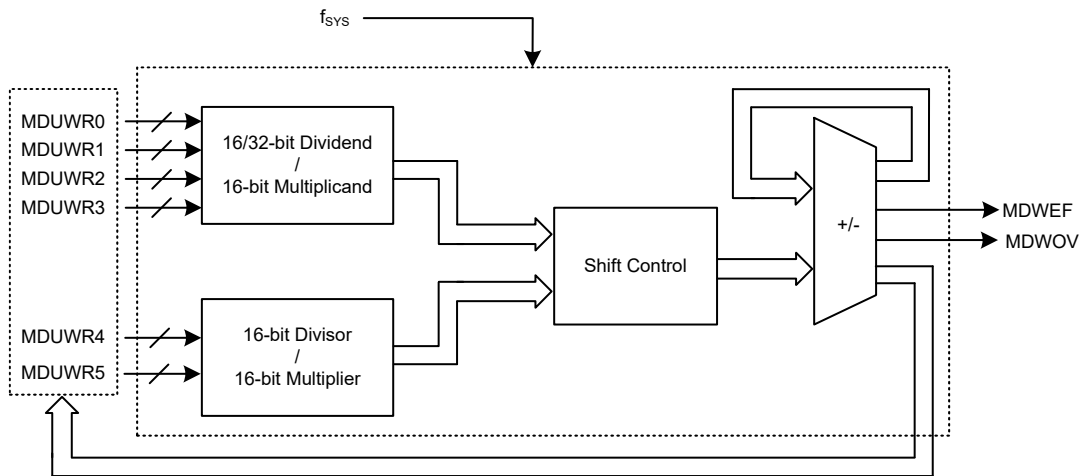 fSYS
MDUWR0
MDUWR1
MDUWR2
MDUWR3
16/32-bit Dividend
/
16-bit Multiplicand
Shift Control
+/-
MDWEF
MDWOV
MDUWR4
MDUWR5
16-bit Divisor
/
16-bit Multiplier